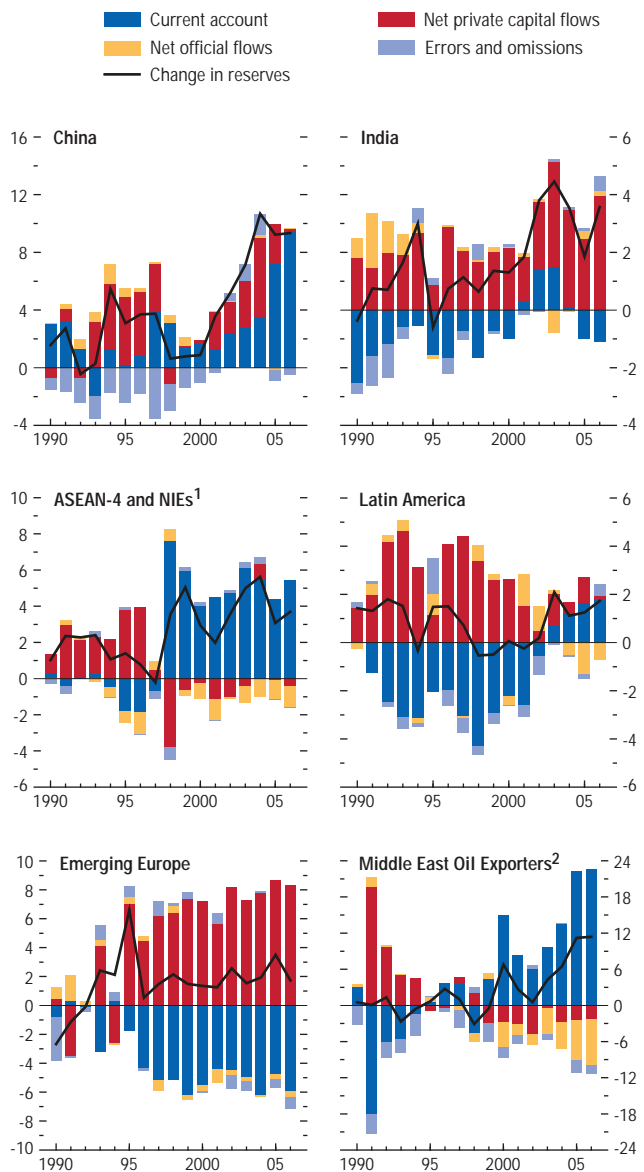 Current account
Net private capital flows
Net official flows
Errors and omissions
Change in reserves
China
16
12
8
4
0
-4
1990 95 2000 05
India
6
4
2
0
-2
-4
1990 95 2000 05
ASEAN-4 and NIEs1
10
8
6
4
2
0
-2
-4
-6
1990 95 2000 05
Latin America
6
4
2
0
-2
-4
-6
1990 95 2000 05
Emerging Europe
10
8
6
4
2
0
-2
-4
-6
-8
-10
1990 95 2000 05
Middle East Oil Exporters2
24
18
12
6
0
-6
-12
-18
-24
1990 95 2000 05